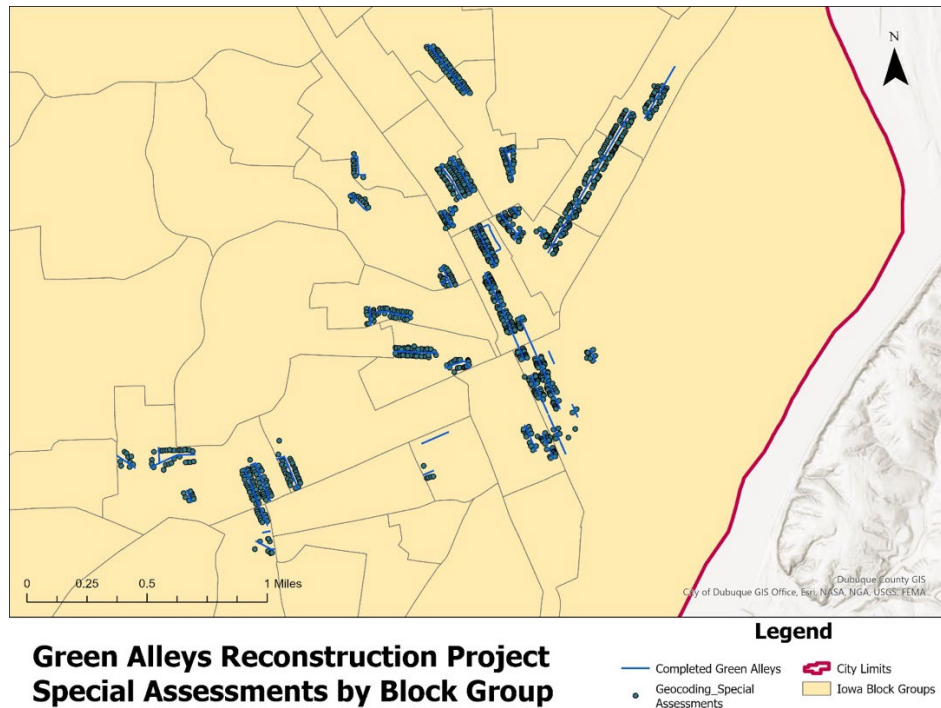 N
0 0.25 0.5 1 Miles
Dubuque County GIS
City of Dubuque GIS Office, Esri, NASA, NGA, USGS, FEMA
Green Alleys Reconstruction Project
Special Assessments by Block Group
Legend
Completed Green Alleys
Geocoding_Special
Assessments
City Limits
Iowa Block Groups